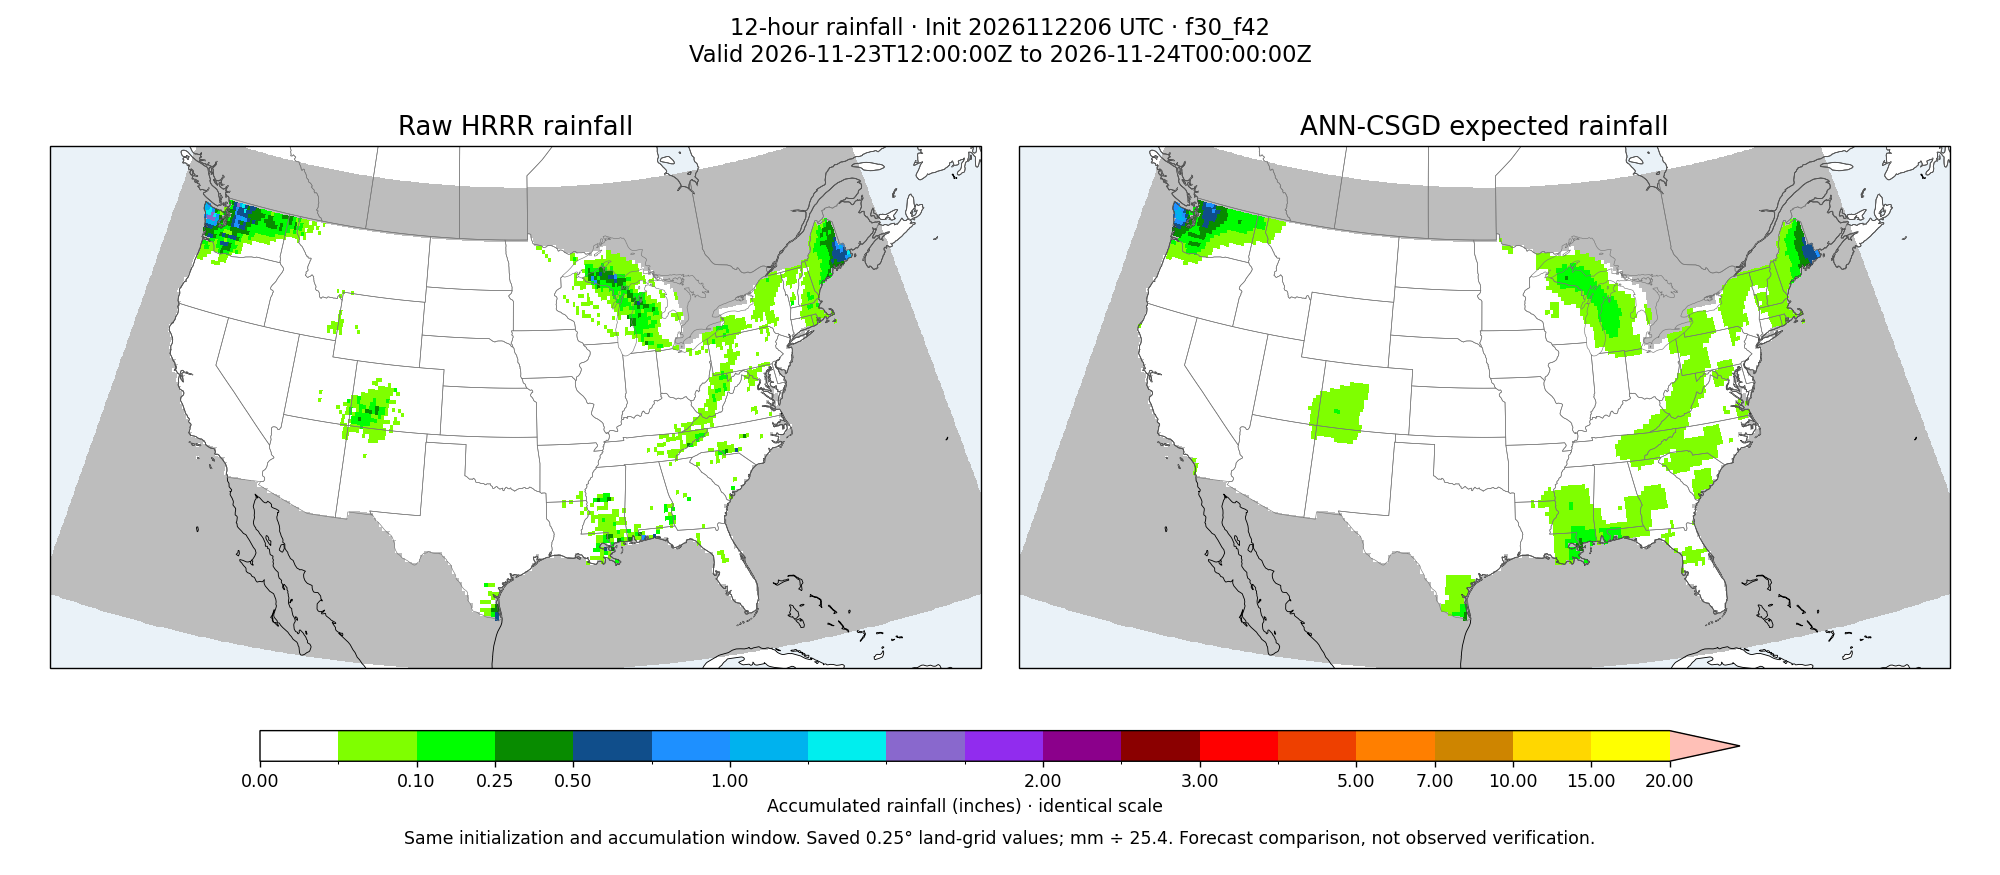 12-hour rainfall · Init 2026112206 UTC · f30_f42
Valid 2026-11-23T12:00:00Z to 2026-11-24T00:00:00Z
Raw HRRR rainfall
ANN-CSGD expected rainfall
0.00 0.10 0.25 0.50 1.00 2.00 3.00 5.00 7.00 10.00 15.00 20.00
Accumulated rainfall (inches) · identical scale
Same initialization and accumulation window. Saved 0.25° land-grid values; mm ÷ 25.4. Forecast comparison, not observed verification.